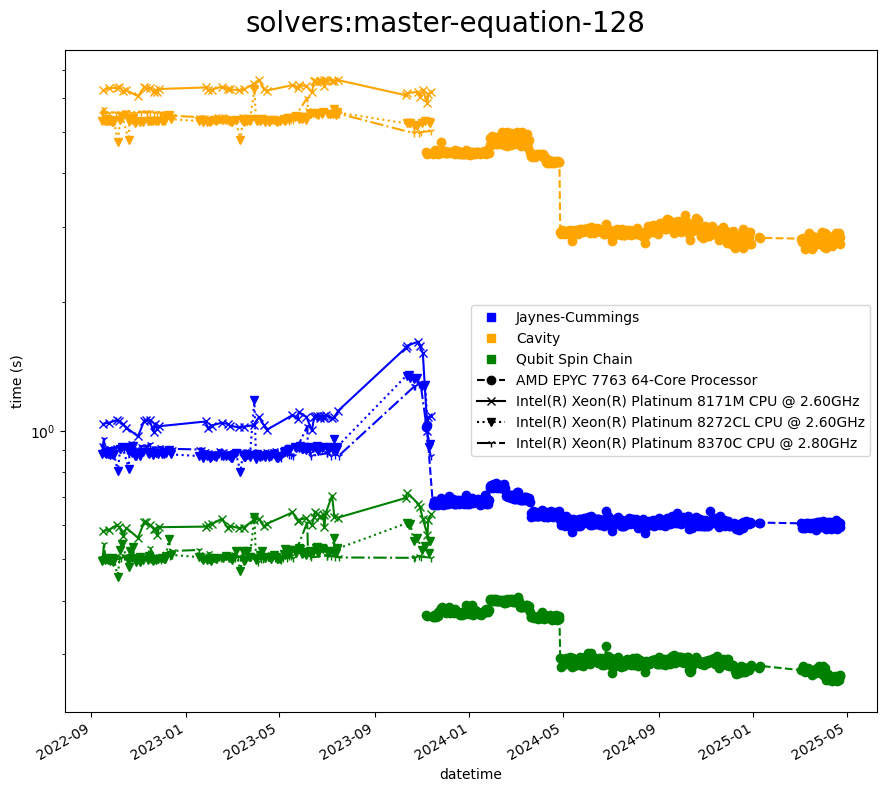 solvers:master-equation-128
time (s)
10^0
Jaynes-Cummings
Cavity
Qubit Spin Chain
AMD EPYC 7763 64-Core Processor
Intel(R) Xeon(R) Platinum 8171M CPU @ 2.60GHz
Intel(R) Xeon(R) Platinum 8272CL CPU @ 2.60GHz
Intel(R) Xeon(R) Platinum 8370C CPU @ 2.80GHz
2022-09
2023-01
2023-05
2023-09
2024-01
2024-05
2024-09
2025-01
2025-05
datetime